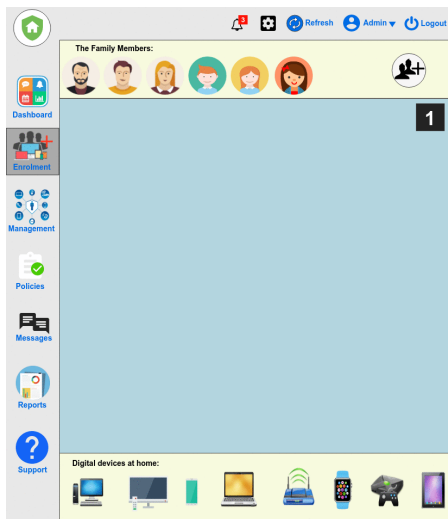 3
Refresh
Admin
Logout
The Family Members:
1
Dashboard
Enrolment
Management
Policies
Messages
Reports
?
Support
Digital devices at home: